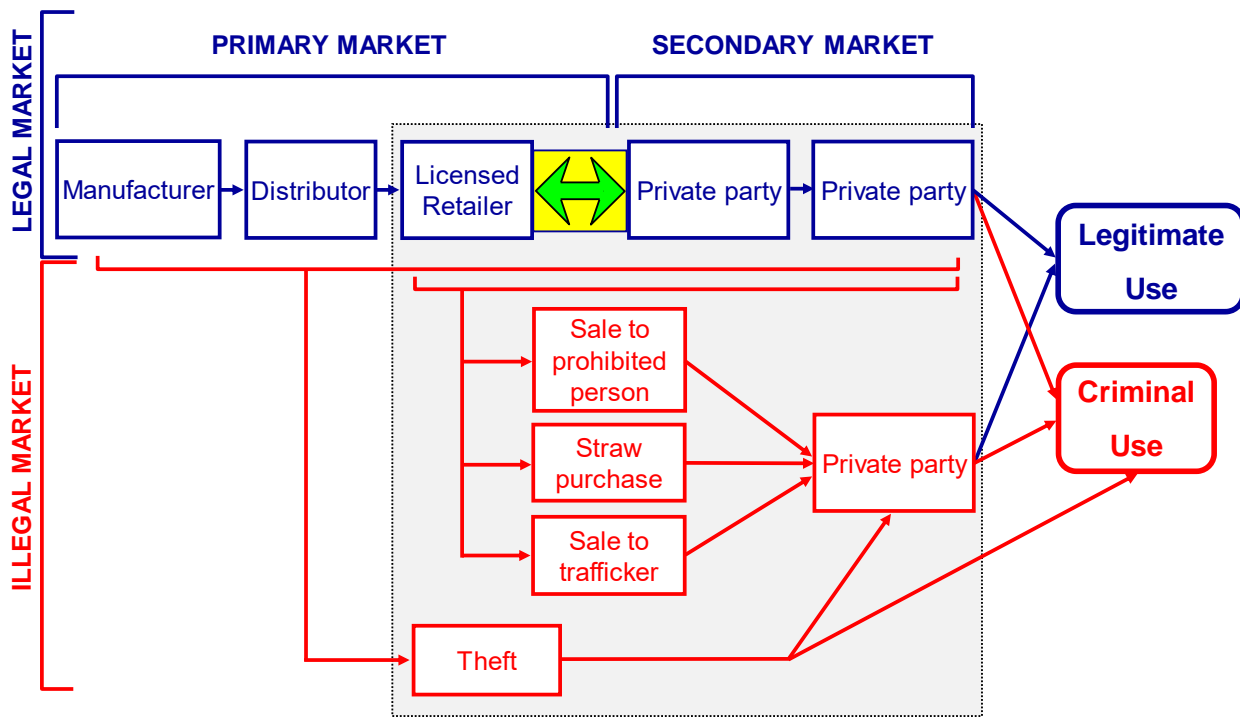 PRIMARY MARKET
SECONDARY MARKET
LEGAL MARKET
Manufacturer
Distributor
Licensed
Retailer
Private party
Private party
Legitimate
Use
ILLEGAL MARKET
Sale to
prohibited
person
Straw
purchase
Sale to
trafficker
Private party
Criminal
Use
Theft